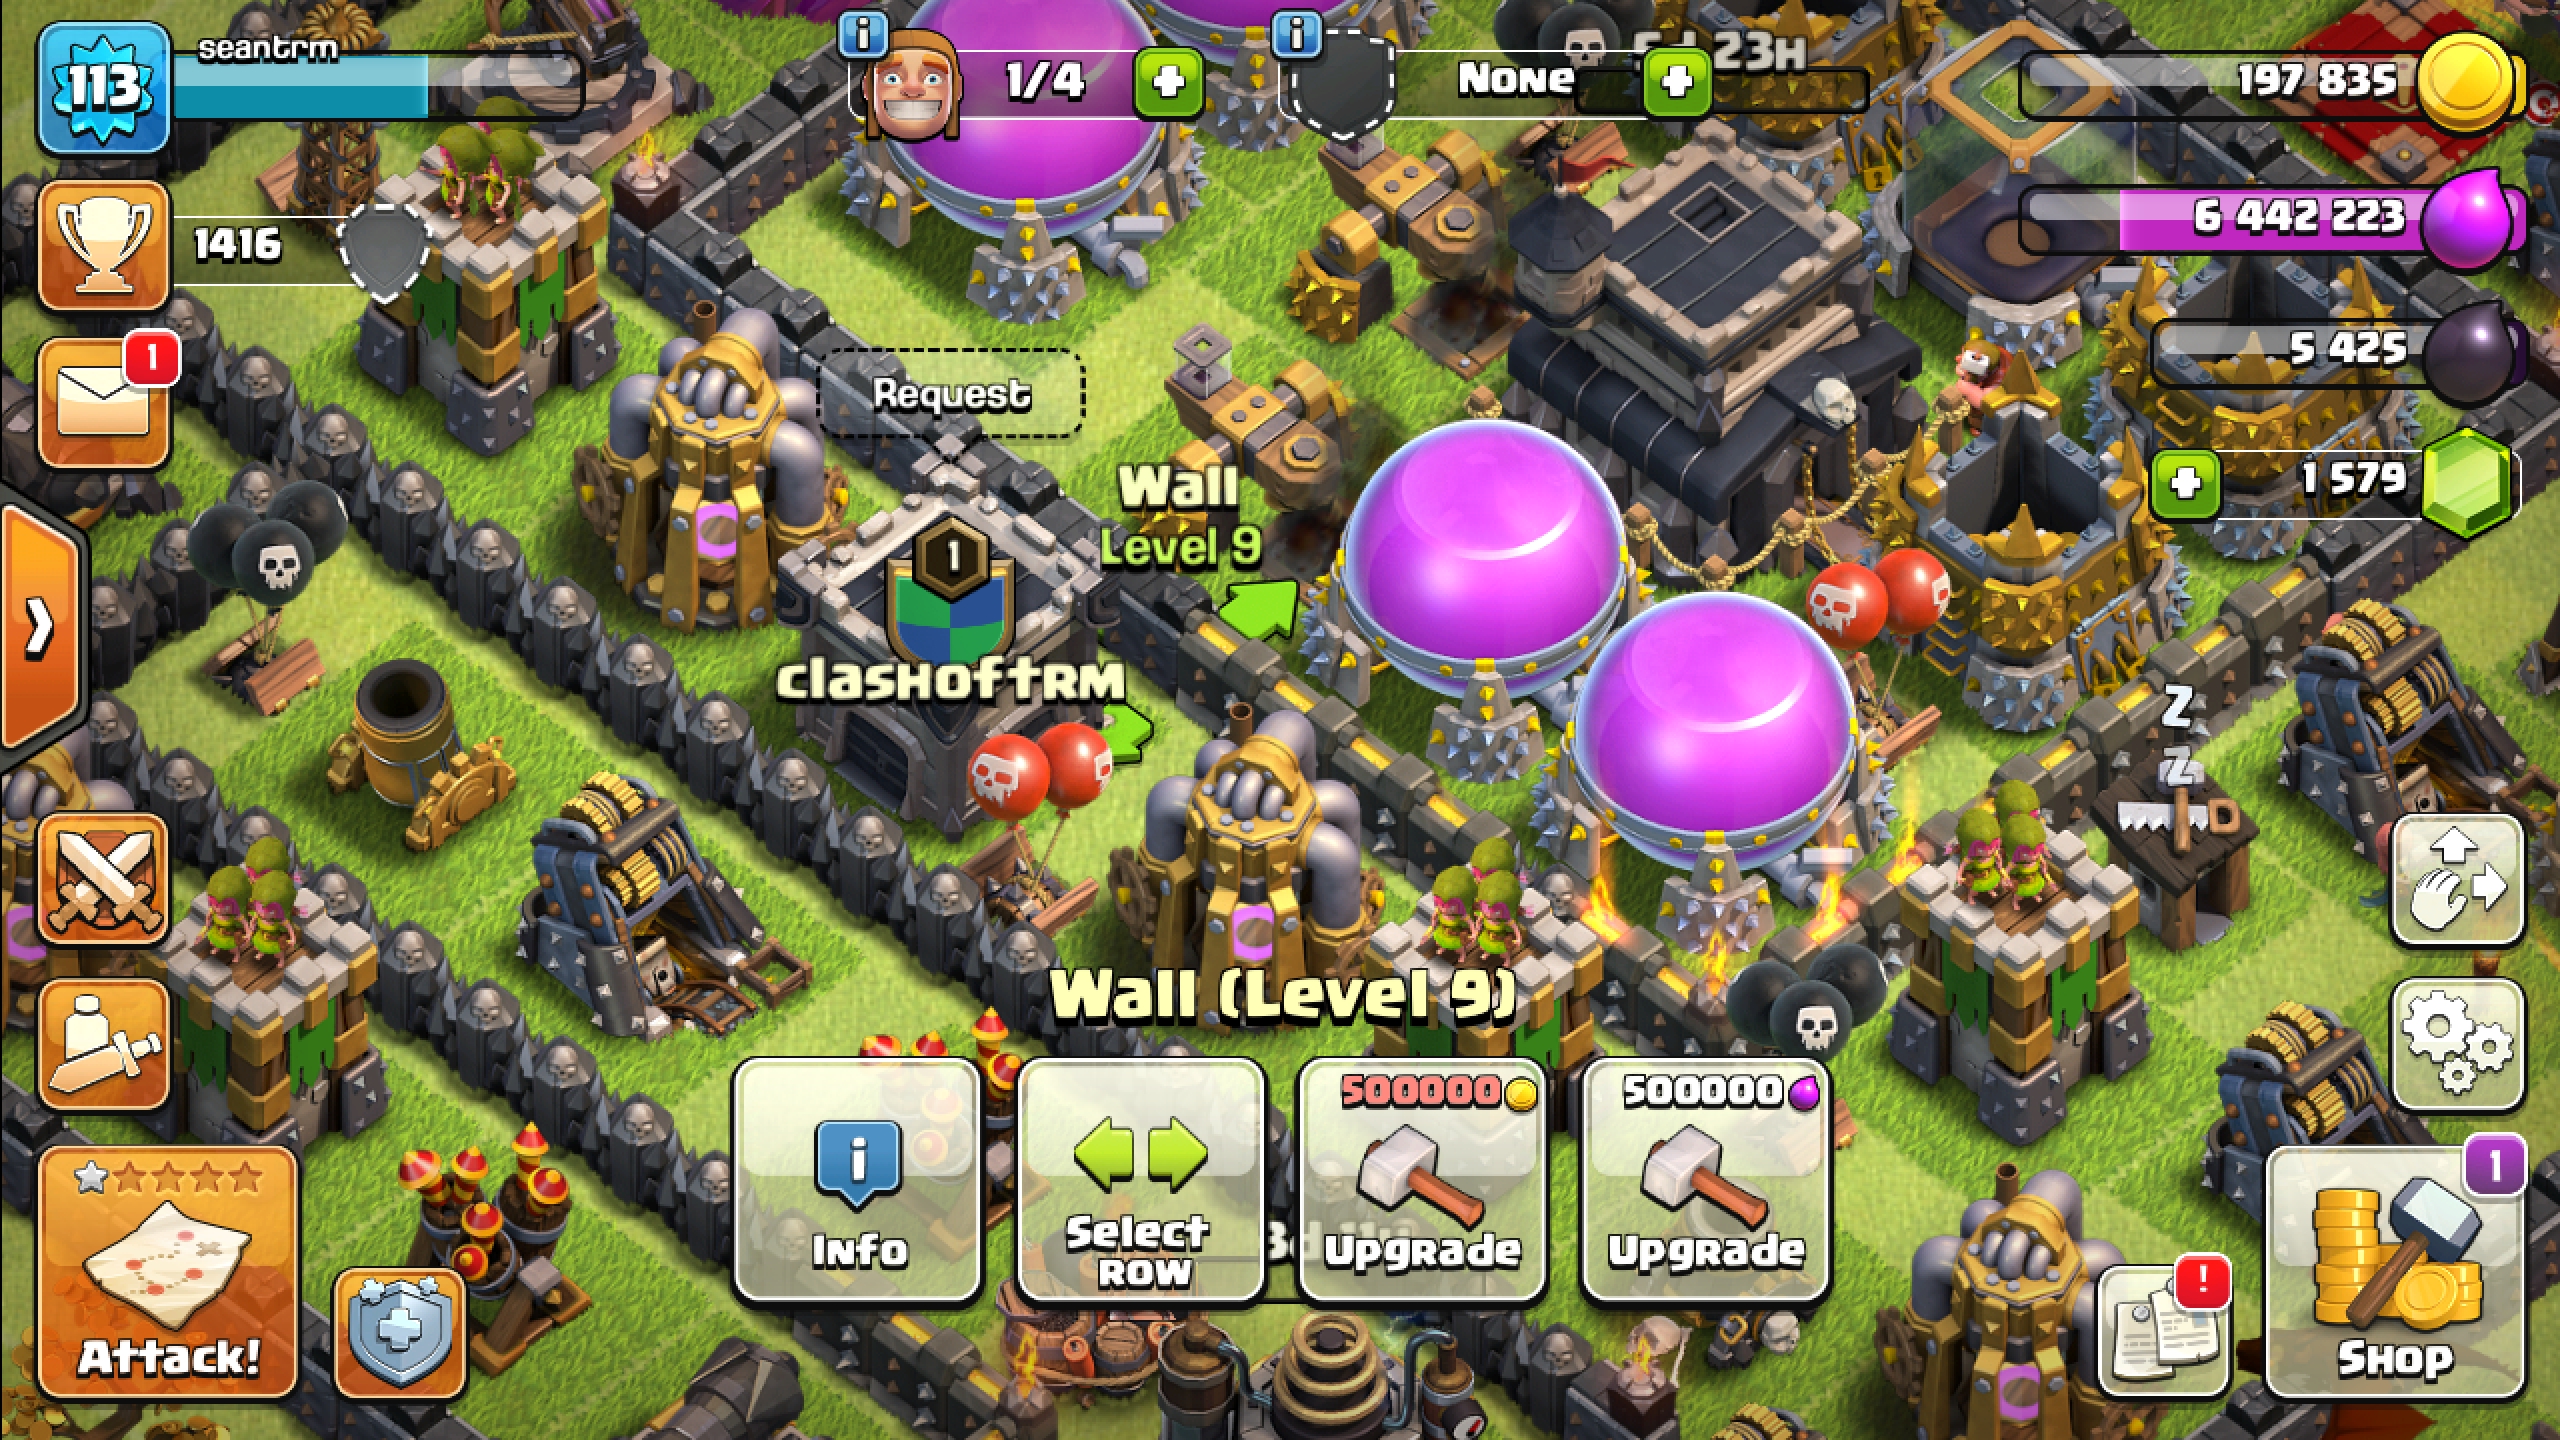 113
seantrm
1/4
None
23H
197 835
1416
6 442 223
1
5 425
Request
1 579
Wall
Level 9
1
clashoftRM
Z
Z
Wall (Level 9)
500000
500000
Info
Select
Row
Upgrade
Upgrade
Attack!
1
!
Shop